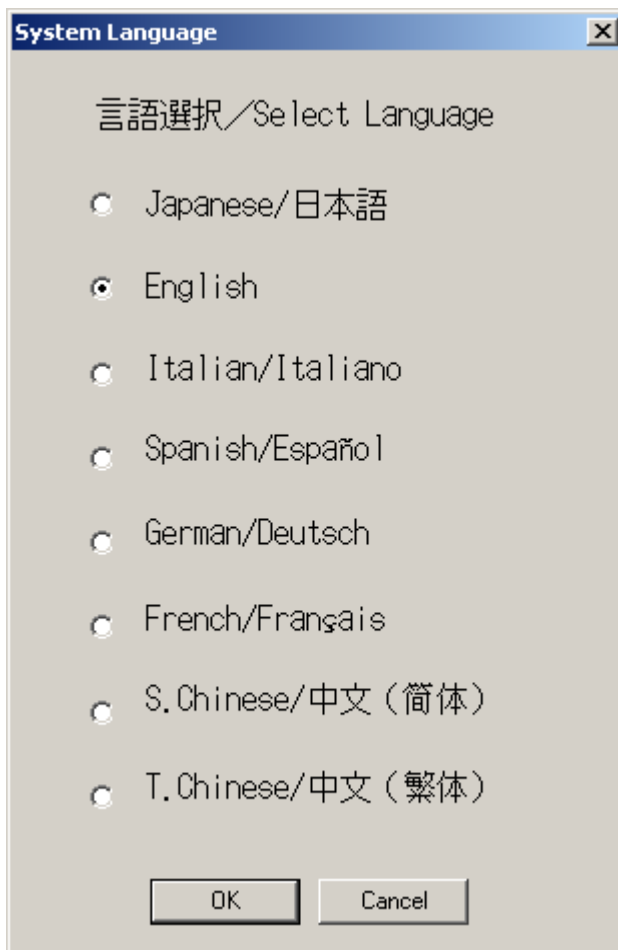 System Language
言語選択／Select Language
Japanese/日本語
English
Italian/Italiano
Spanish/Español
German/Deutsch
French/Français
S.Chinese/中文（简体）
T.Chinese/中文（繁体）
OK
Cancel